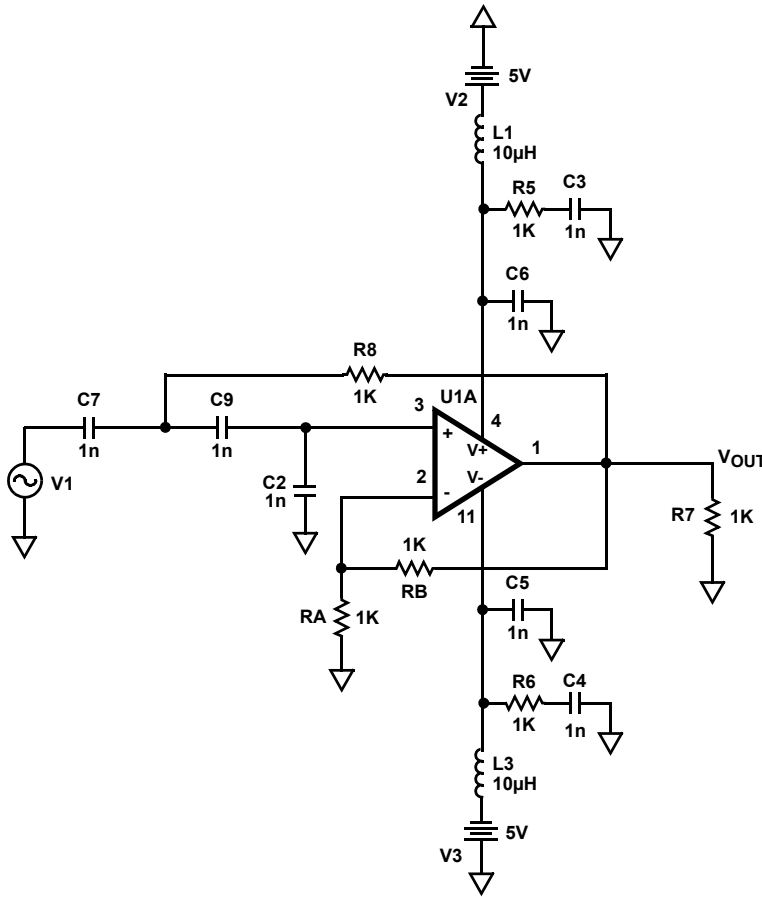 5V
V2
L1
10µH
R5
C3
1K
1n
C6
1n
R8
1K
U1A
C7
C9
3
4
1n
1n
+
V+
1
V1
C2
1n
2
-
V-
11
VOUT
R7
1K
1K
RB
RA
1K
C5
1n
R6
C4
1K
1n
L3
10µH
5V
V3